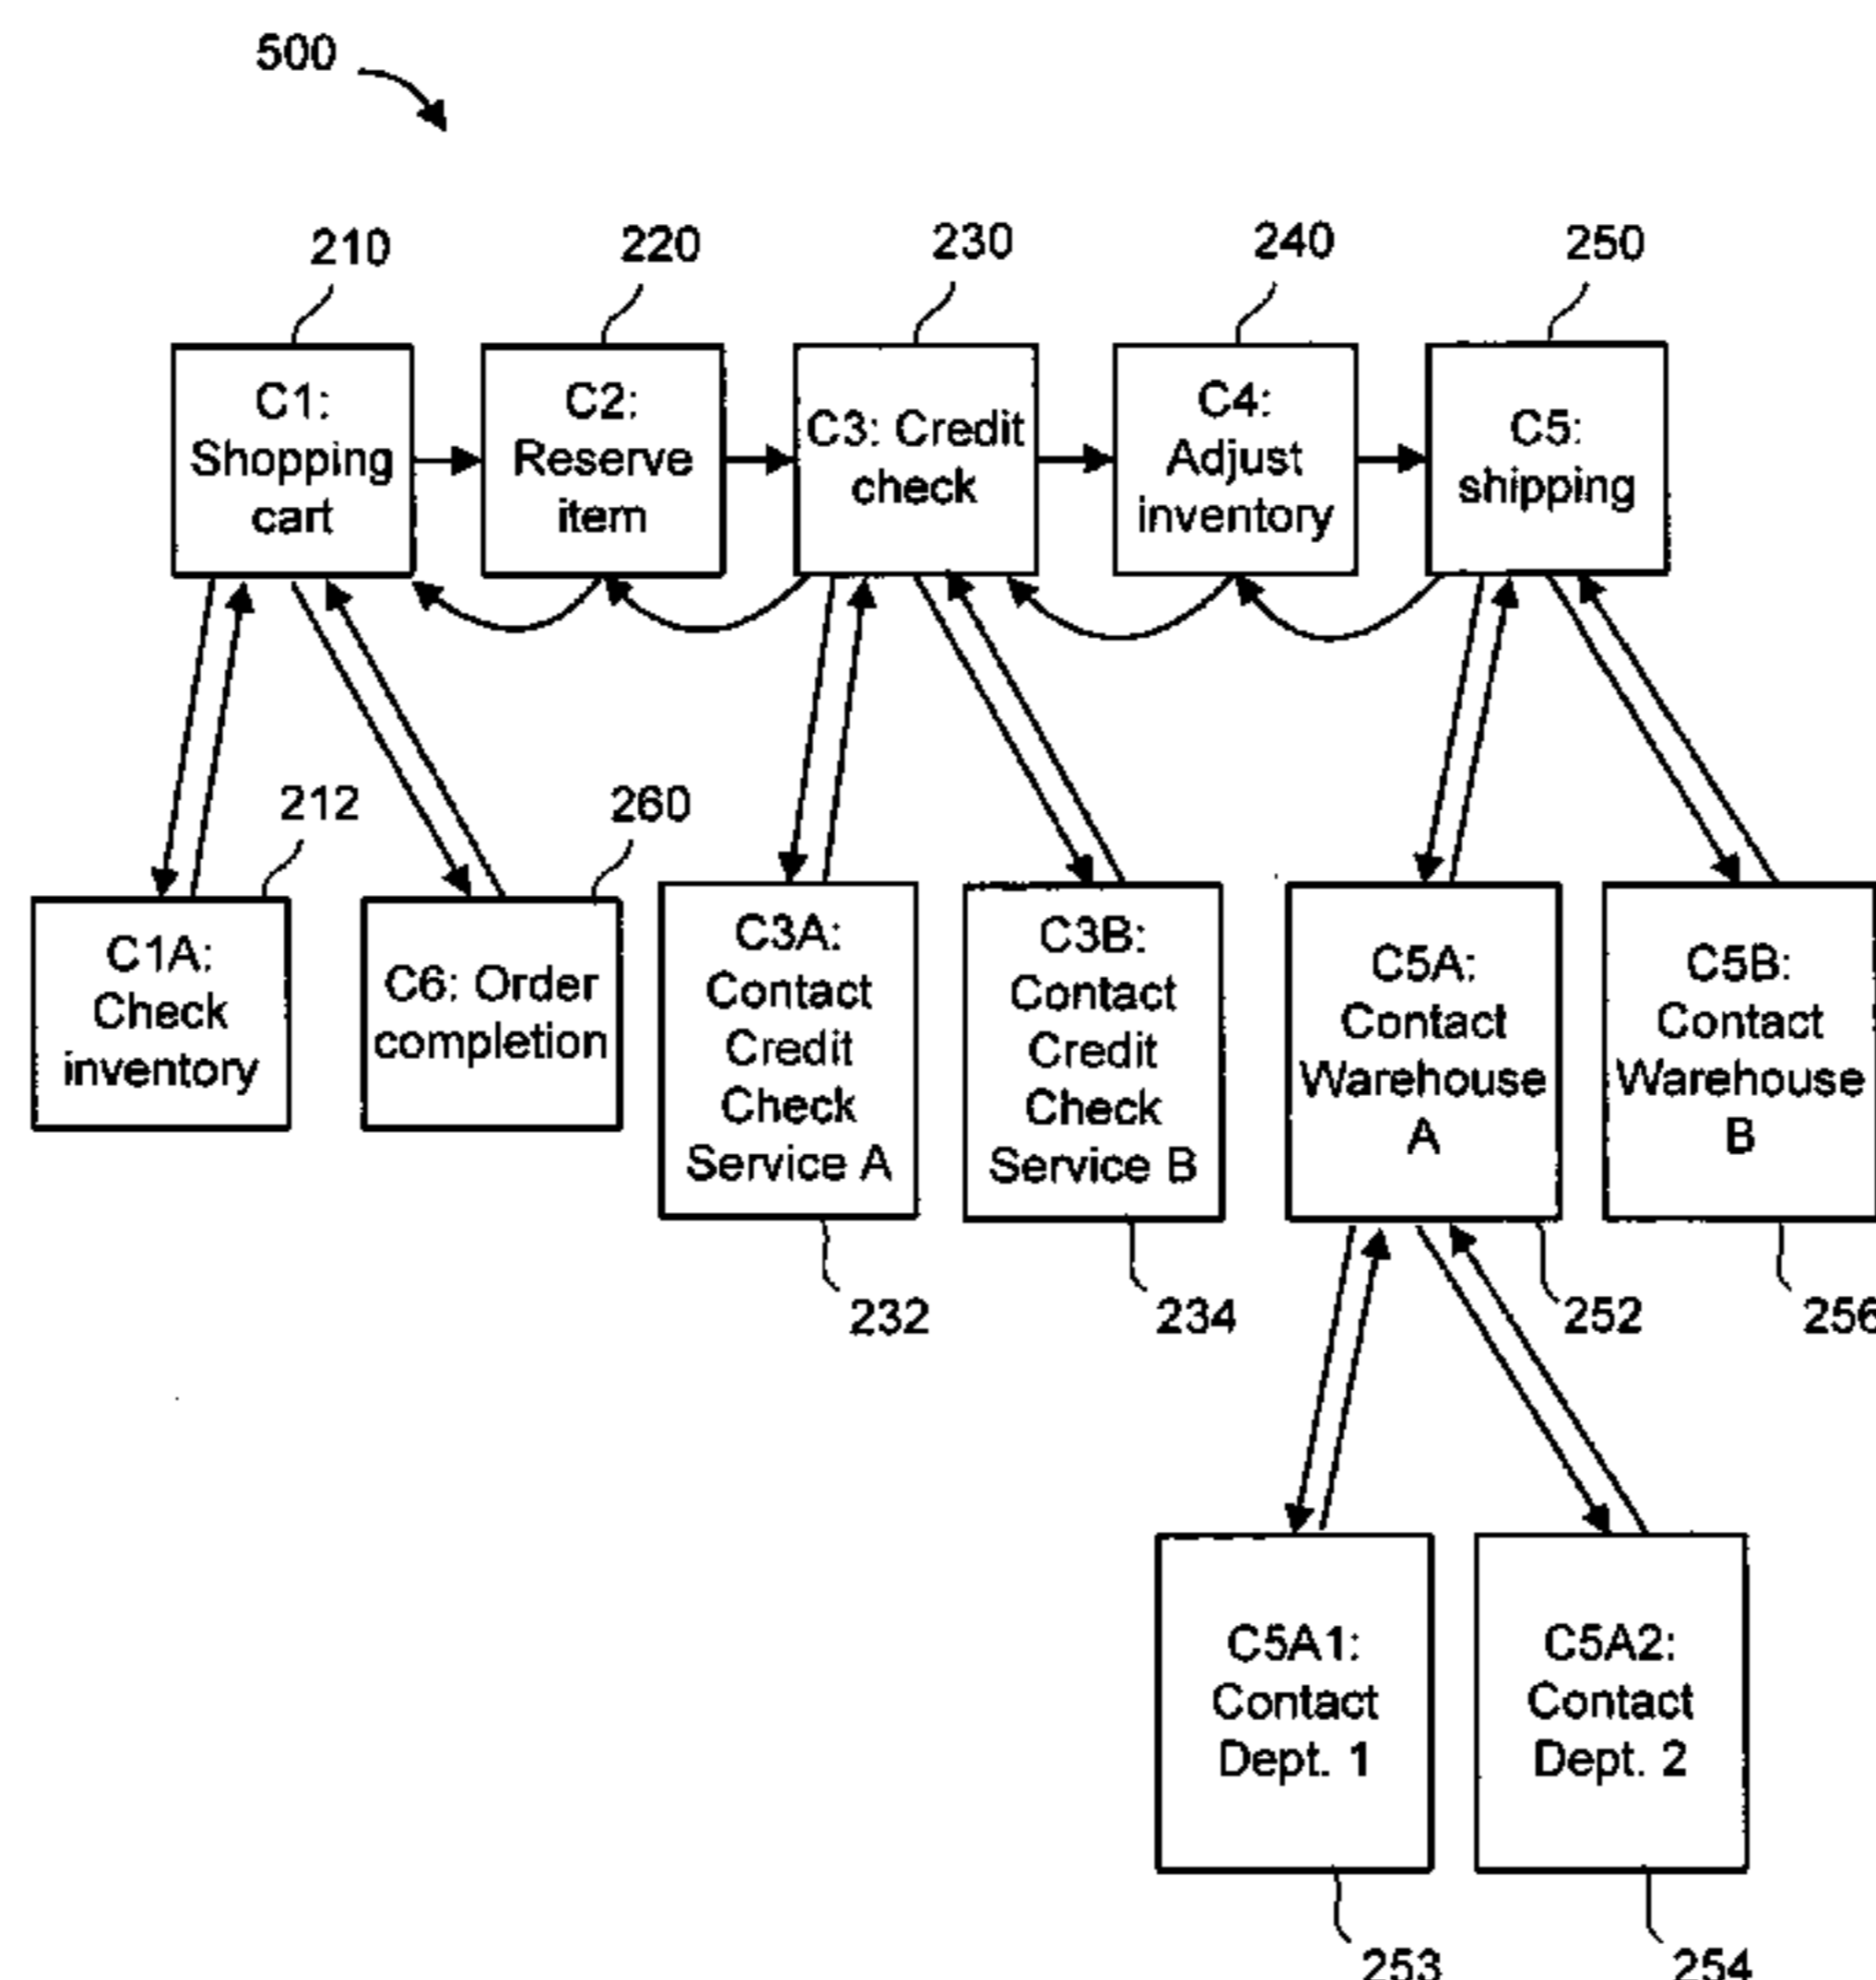 500
210
220
230
240
250
C1:
Shopping
cart
C2:
Reserve
item
C3: Credit
check
C4:
Adjust
inventory
C5:
shipping
212
260
C1A:
Check
inventory
C6: Order
completion
C3A:
Contact
Credit
Check
Service A
C3B:
Contact
Credit
Check
Service B
C5A:
Contact
Warehouse
A
C5B:
Contact
Warehouse
B
232
234
252
256
C5A1:
Contact
Dept. 1
C5A2:
Contact
Dept. 2
253
254